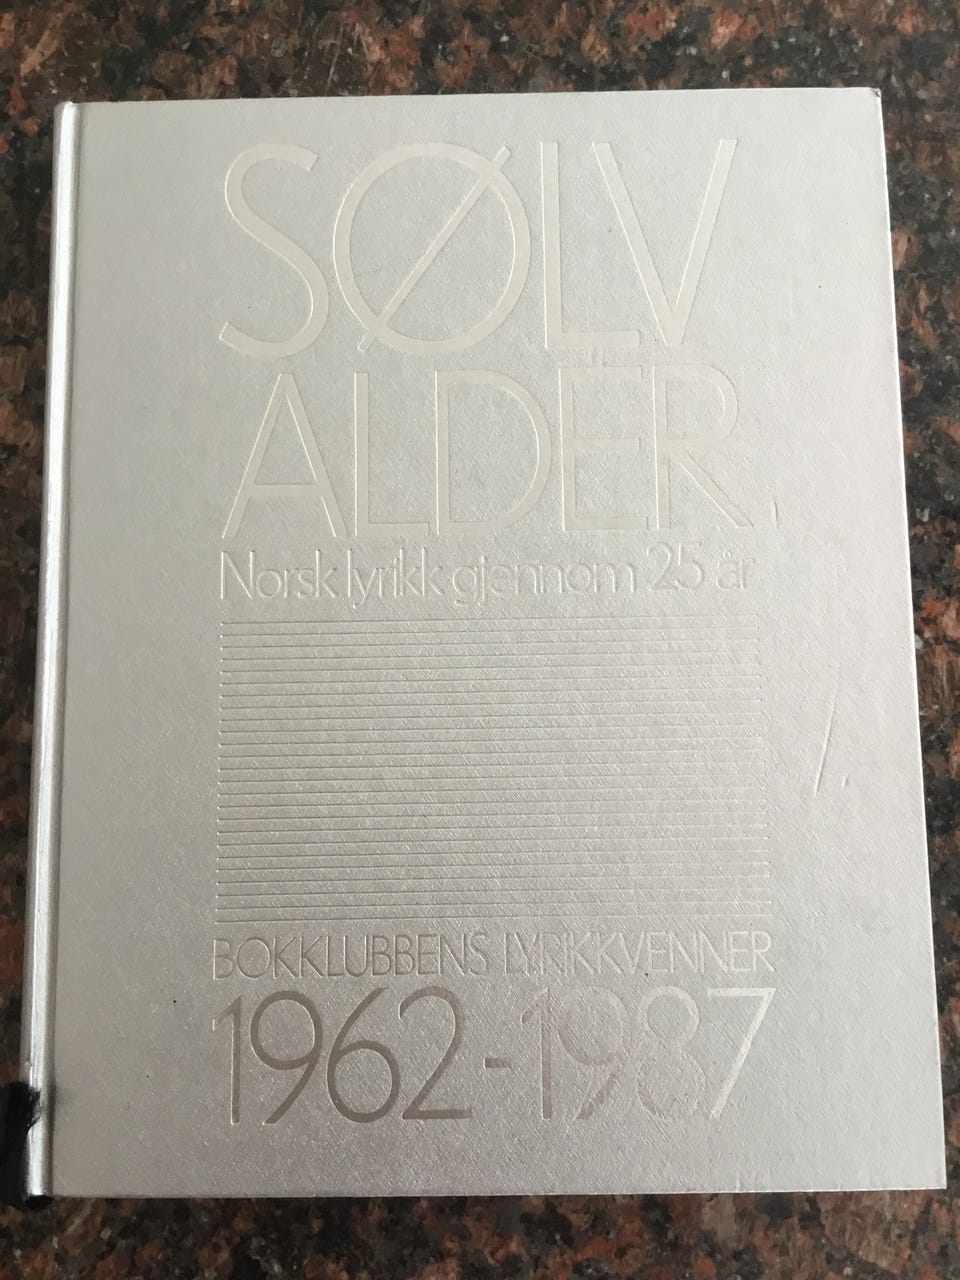 SØLV
ALDER
Norsk lyrikk gjennom 25 år
BOKKLUBBENS LYRIKKVENNER
1962-1987